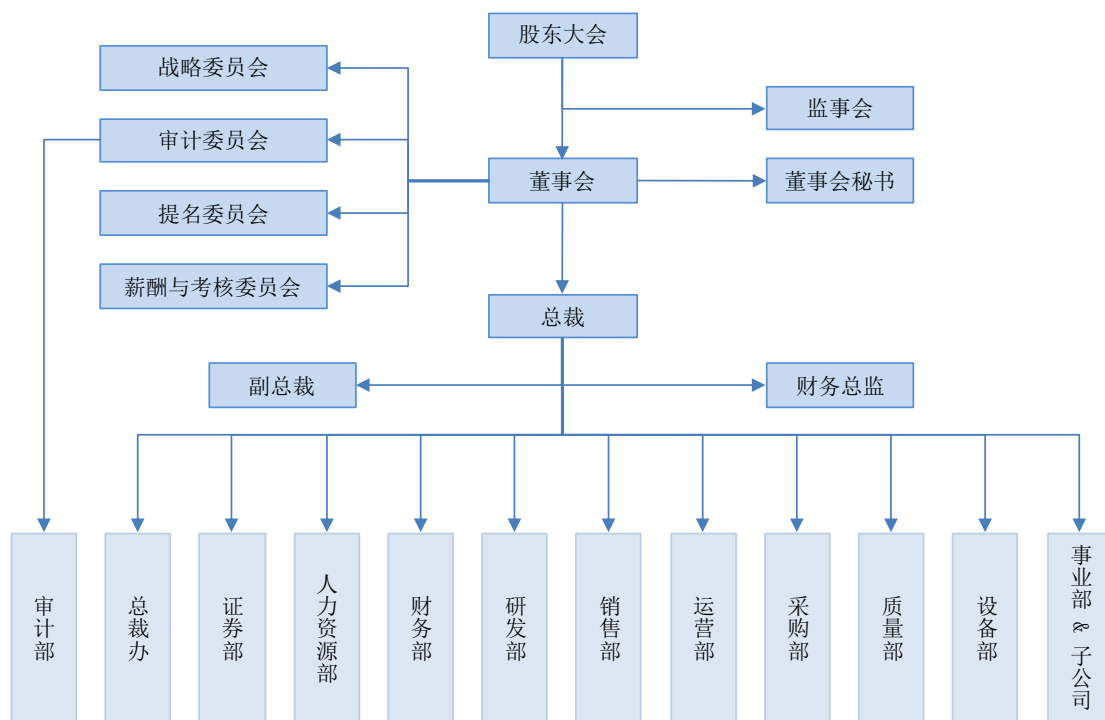 股东大会
战略委员会
监事会
审计委员会
董事会
董事会秘书
提名委员会
薪酬与考核委员会
总裁
副总裁
财务总监
审计部
总裁办
证券部
人力资源部
财务部
研发部
销售部
运营部
采购部
质量部
设备部
事业部 & 子公司